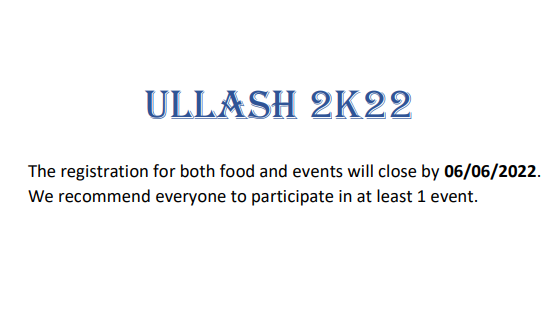 ULLASH 2K22
The registration for both food and events will close by 06/06/2022.
We recommend everyone to participate in at least 1 event.